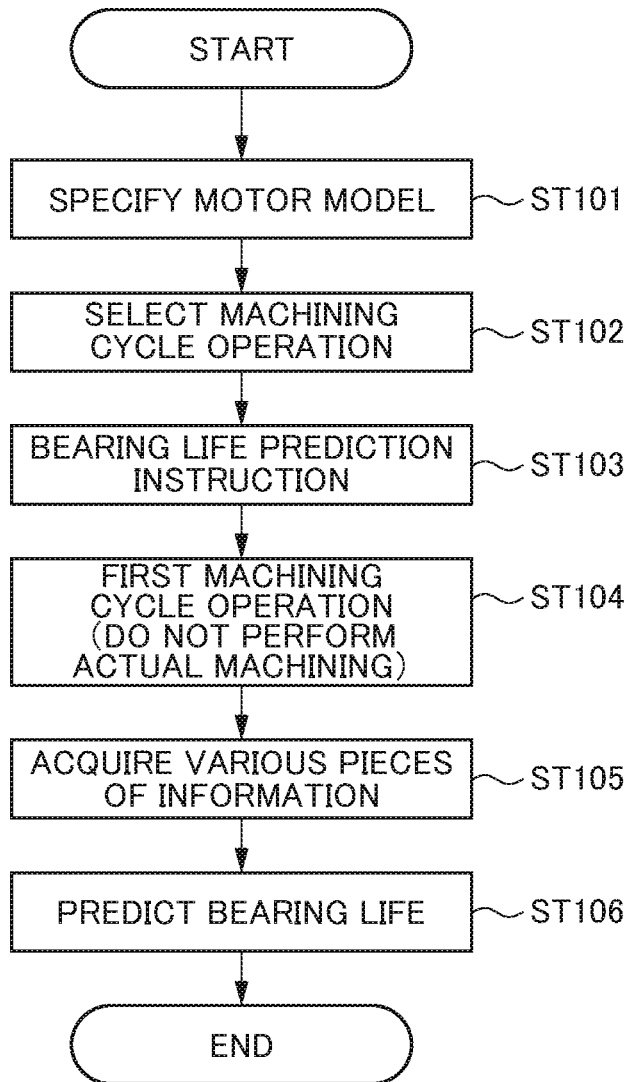 START
SPECIFY MOTOR MODEL
ST101
SELECT MACHINING
CYCLE OPERATION
ST102
BEARING LIFE PREDICTION
INSTRUCTION
ST103
FIRST MACHINING
CYCLE OPERATION
(DO NOT PERFORM
ACTUAL MACHINING)
ST104
ACQUIRE VARIOUS PIECES
OF INFORMATION
ST105
PREDICT BEARING LIFE
ST106
END